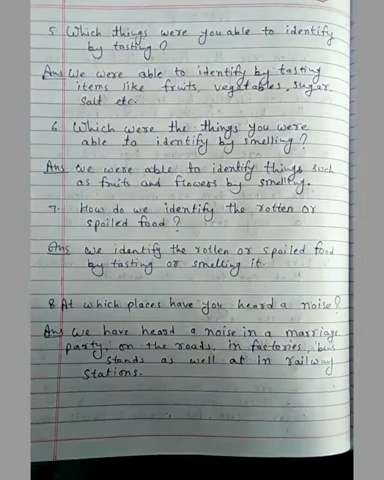 5. Which things were you able to identify
by tasting?
Ans We were able to identify by tasting
items like fruits, vegetables, sugar,
salt etc.
6. Which were the things you were
able to identify by smelling?
Ans We were able to identify things such
as fruits and flowers by smelling.
7. How do we identify the rotten or
spoiled food?
Ans We identify the rotten or spoiled food
by tasting or smelling it.
8 At which places have you heard a noise?
Ans We have heard a noise in a marriage
party, on the roads, in factories, bus
stands as well at in railway
stations.